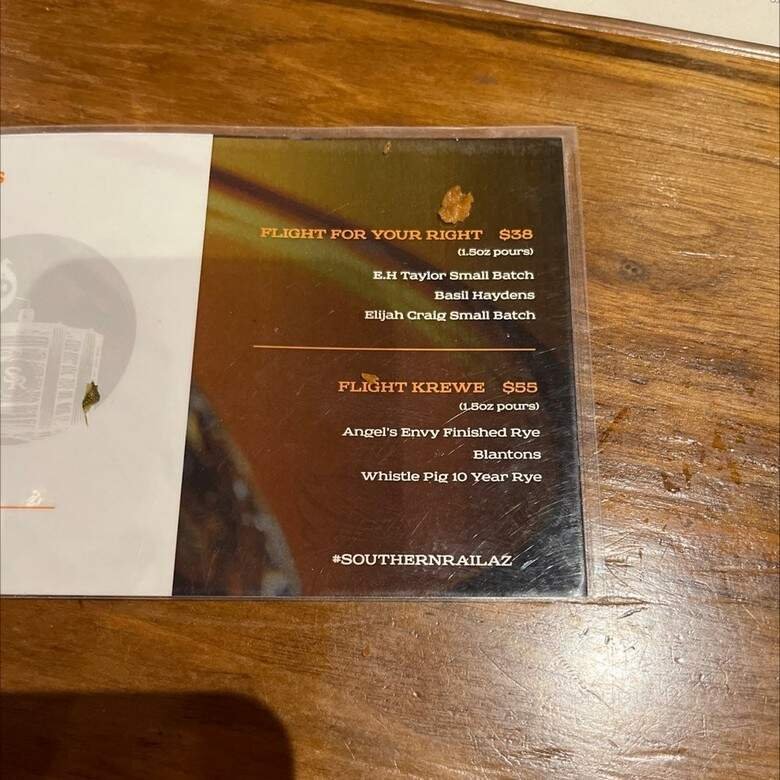 FLIGHT FOR YOUR RIGHT $38
(1.5oz pours)
E.H Taylor Small Batch
Basil Haydens
Elijah Craig Small Batch
FLIGHT KREWE $55
(1.5oz pours)
Angel's Envy Finished Rye
Blantons
Whistle Pig 10 Year Rye
#SOUTHERNRAILAZ